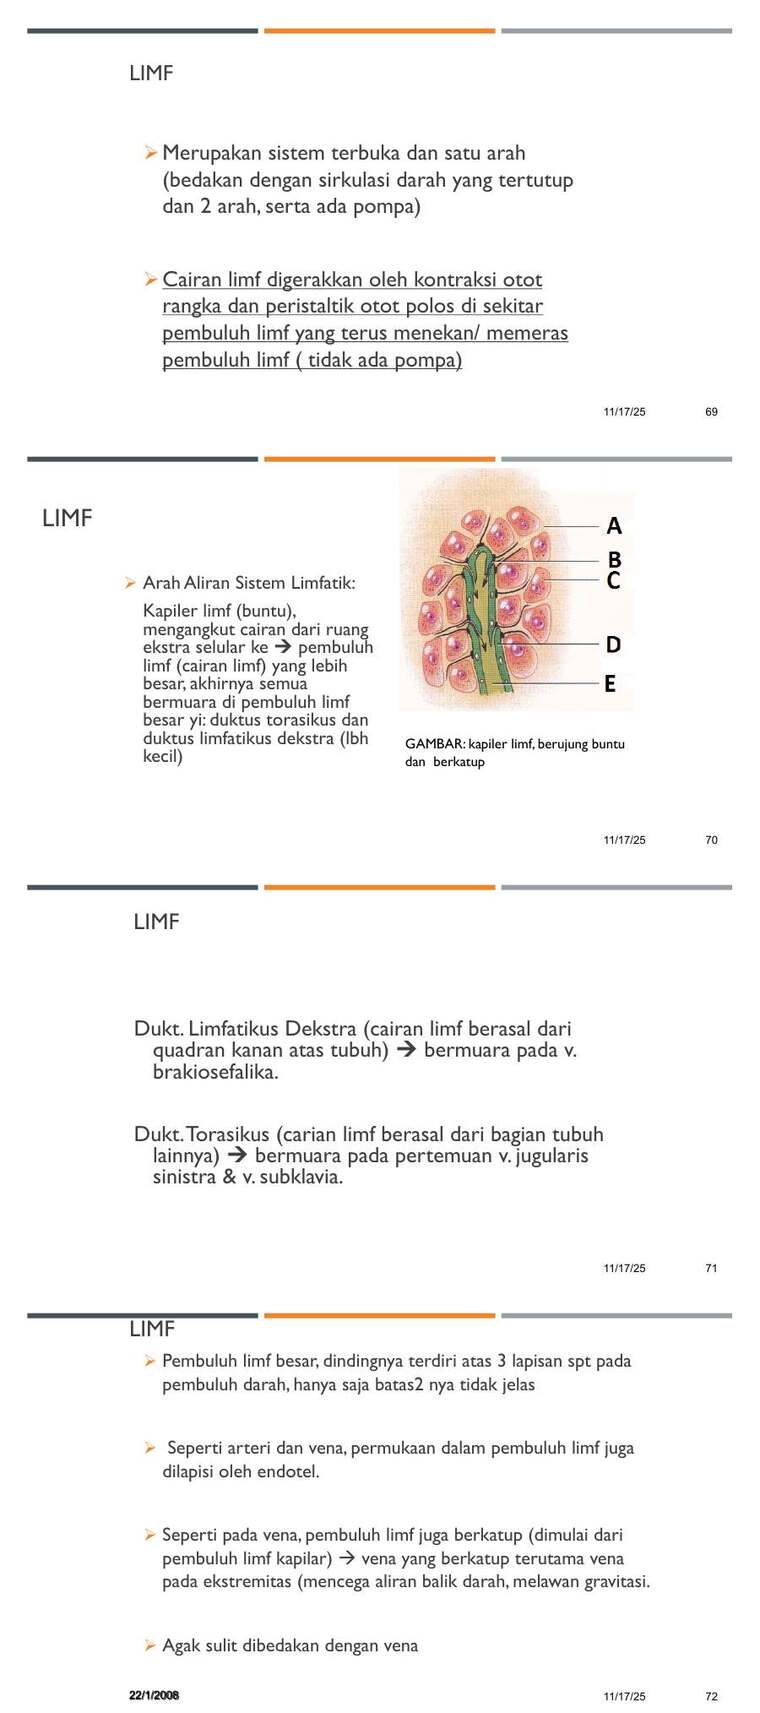 LIMF
Merupakan sistem terbuka dan satu arah
(bedakan dengan sirkulasi darah yang tertutup
dan 2 arah, serta ada pompa)
Cairan limf digerakkan oleh kontraksi otot
rangka dan peristaltik otot polos di sekitar
pembuluh limf yang terus menekan/ memeras
pembuluh limf ( tidak ada pompa)
11/17/25 69
LIMF
Arah Aliran Sistem Limfatik:
Kapiler limf (buntu),
mengangkut cairan dari ruang
ekstra selular ke → pembuluh
limf (cairan limf) yang lebih
besar, akhirnya semua
bermuara di pembuluh limf
besar yi: duktus torasikus dan
duktus limfatikus dekstra (lbh
kecil)
A
B
C
D
E
GAMBAR: kapiler limf, berujung buntu
dan berkatup
11/17/25 70
LIMF
Dukt. Limfatikus Dekstra (cairan limf berasal dari
quadran kanan atas tubuh) → bermuara pada v.
brakiosefalika.
Dukt. Torasikus (carian limf berasal dari bagian tubuh
lainnya) → bermuara pada pertemuan v. jugularis
sinistra & v. subklavia.
11/17/25 71
LIMF
Pembuluh limf besar, dindingnya terdiri atas 3 lapisan spt pada
pembuluh darah, hanya saja batas2 nya tidak jelas
Seperti arteri dan vena, permukaan dalam pembuluh limf juga
dilapisi oleh endotel.
Seperti pada vena, pembuluh limf juga berkatup (dimulai dari
pembuluh limf kapilar) → vena yang berkatup terutama vena
pada ekstremitas (mencega aliran balik darah, melawan gravitasi.
Agak sulit dibedakan dengan vena
22/1/2008 11/17/25 72